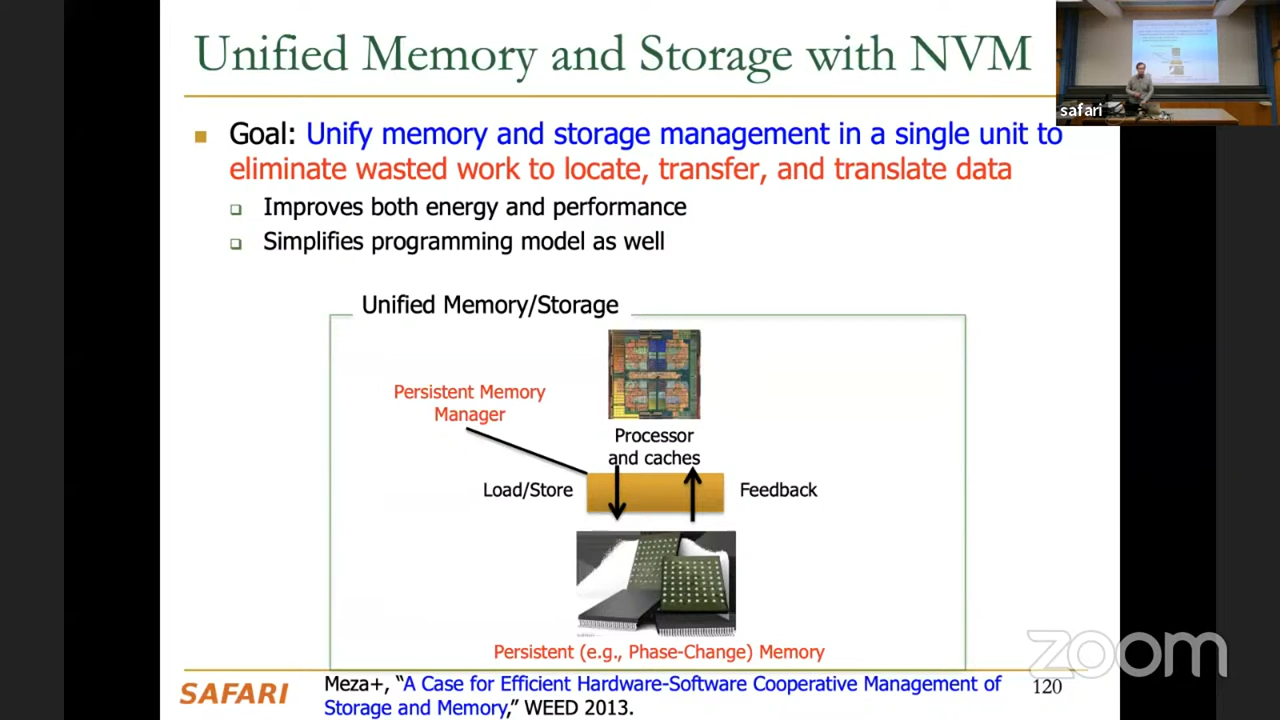 Unified Memory and Storage with NVM
safari
Goal: Unify memory and storage management in a single unit to
eliminate wasted work to locate, transfer, and translate data
Improves both energy and performance
Simplifies programming model as well
Unified Memory/Storage
Persistent Memory
Manager
Processor
and caches
Load/Store
Feedback
Persistent (e.g., Phase-Change) Memory
zoom
SAFARI
Meza+, “A Case for Efficient Hardware-Software Cooperative Management of
Storage and Memory,” WEED 2013.
120